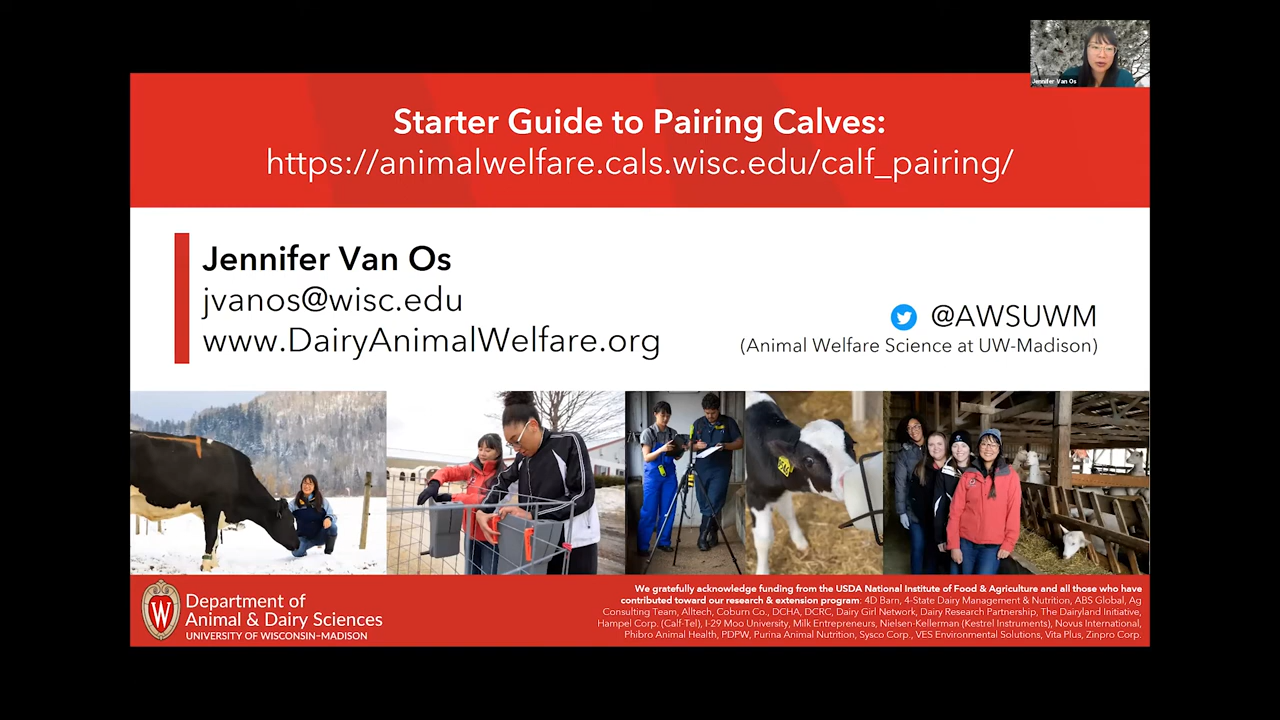 Jennifer Van Os
Starter Guide to Pairing Calves:
https://animalwelfare.cals.wisc.edu/calf_pairing/
Jennifer Van Os
jvanos@wisc.edu
www.DairyAnimalWelfare.org
@AWSUWM
(Animal Welfare Science at UW-Madison)
W
Department of
Animal & Dairy Sciences
UNIVERSITY OF WISCONSIN–MADISON
We gratefully acknowledge funding from the USDA National Institute of Food & Agriculture and all those who have
contributed toward our research & extension program: 4D Barn, 4-State Dairy Management & Nutrition, ABS Global, Ag
Consulting Team, Alltech, Coburn Co., DCHA, DCRC, Dairy Girl Network, Dairy Research Partnership, The Dairyland Initiative,
Hampel Corp. (Calf-Tel), I-29 Moo University, Milk Entrepreneurs, Nielsen-Kellerman (Kestrel Instruments), Novus International,
Phibro Animal Health, PDPW, Purina Animal Nutrition, Sysco Corp., VES Environmental Solutions, Vita Plus, Zinpro Corp.